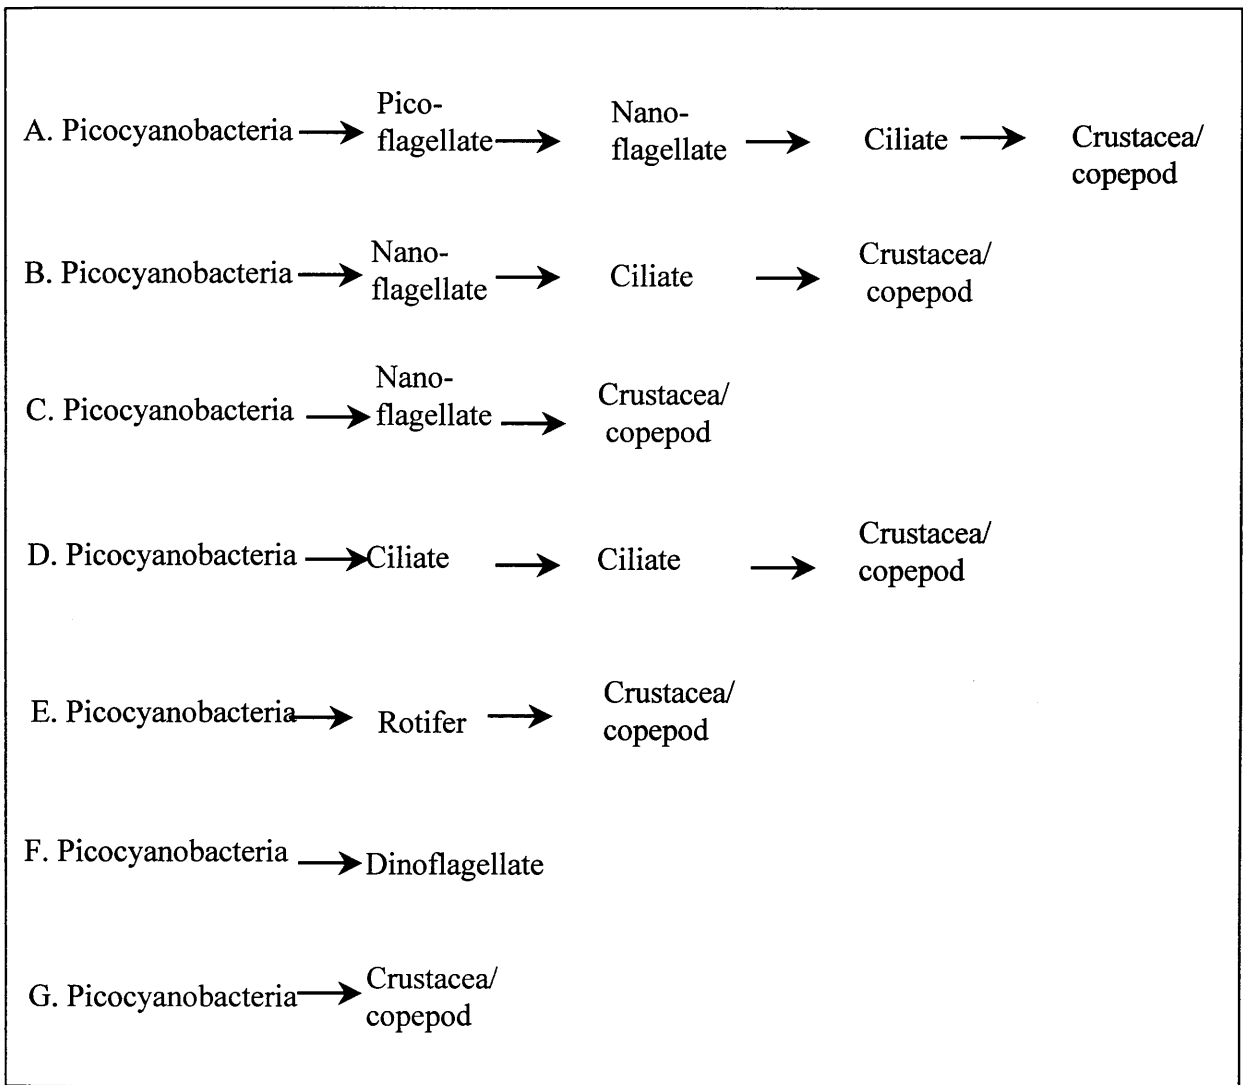 A. Picocyanobacteria
Pico-
flagellate
Nano-
flagellate
Ciliate
Crustacea/
copepod
B. Picocyanobacteria
Nano-
flagellate
Ciliate
Crustacea/
copepod
C. Picocyanobacteria
Nano-
flagellate
Crustacea/
copepod
D. Picocyanobacteria
Ciliate
Ciliate
Crustacea/
copepod
E. Picocyanobacteria
Rotifer
Crustacea/
copepod
F. Picocyanobacteria
Dinoflagellate
G. Picocyanobacteria
Crustacea/
copepod